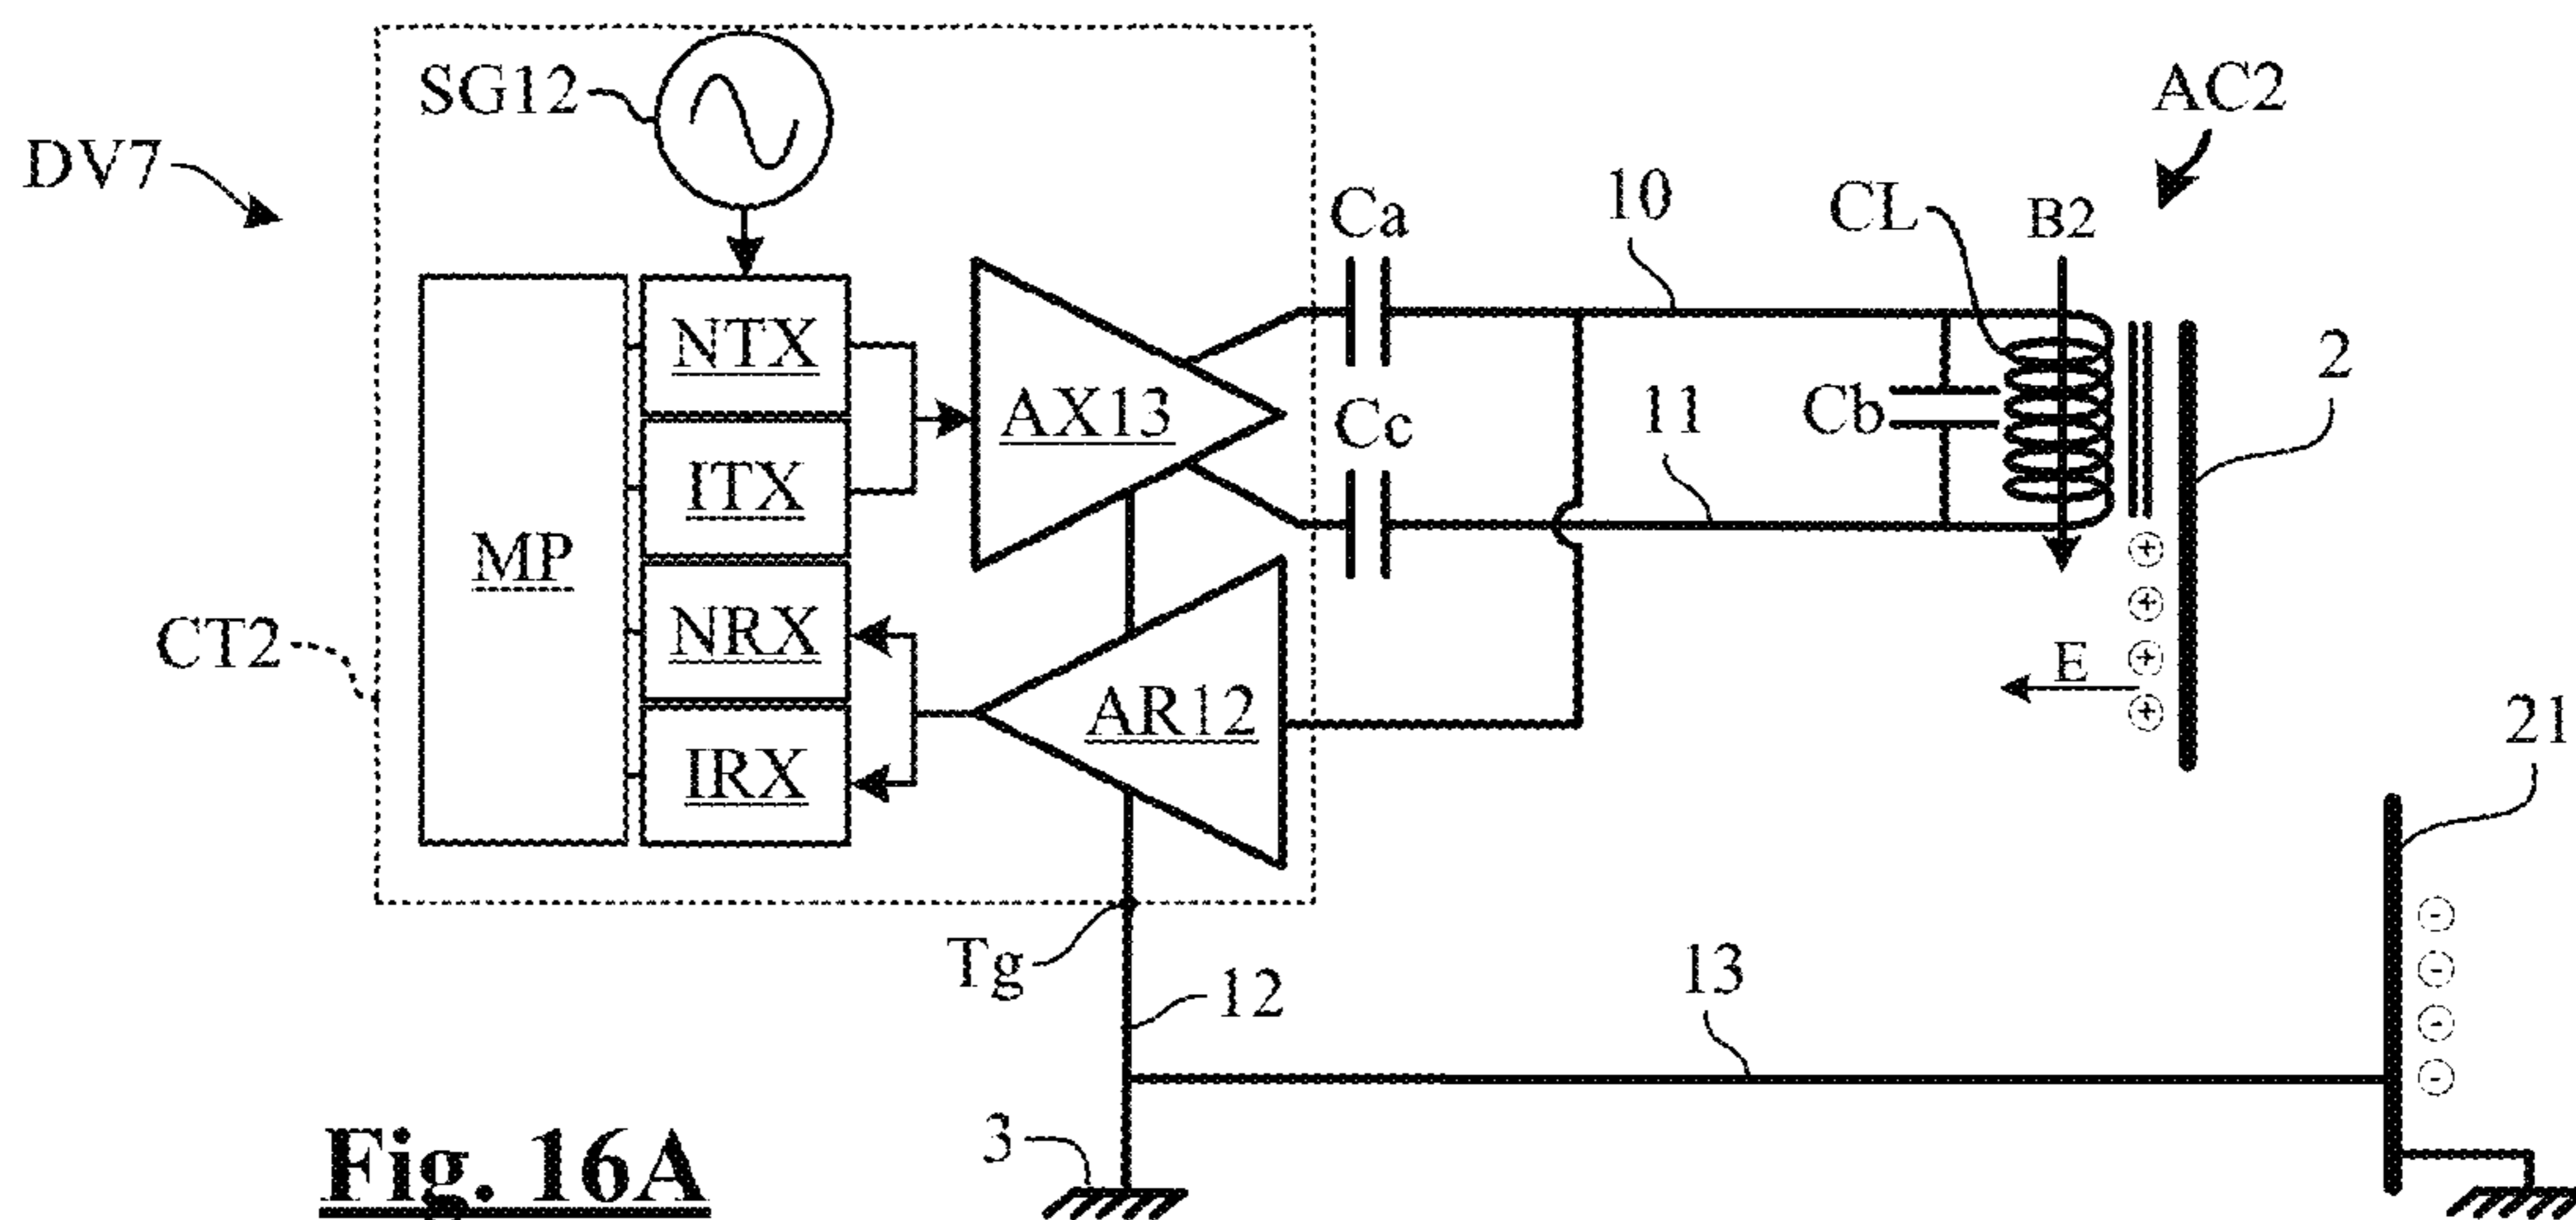 SG12
AC2
DV7
Ca
10
CL
B2
NTX
2
AX13
Cc
11
Cb
ITX
MP
NRX
CT2
E
AR12
21
IRX
Tg
12
13
3
Fig. 16A